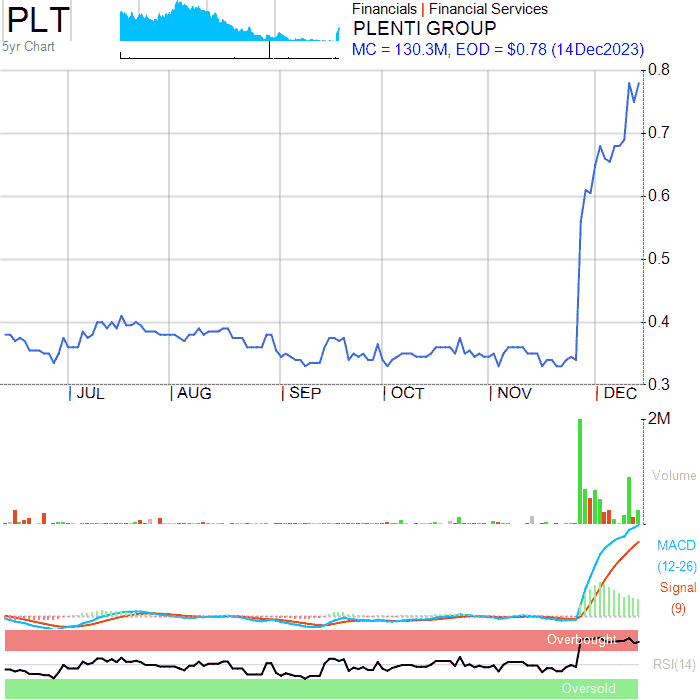 PLT
5yr Chart
Financials | Financial Services
PLENTI GROUP
MC = 130.3M, EOD = $0.78 (14Dec2023)
0.8
0.7
0.6
0.5
0.4
0.3
JUL AUG SEP OCT NOV DEC
2M
Volume
MACD
(12-26)
Signal
(9)
Overbought
RSI(14)
Oversold